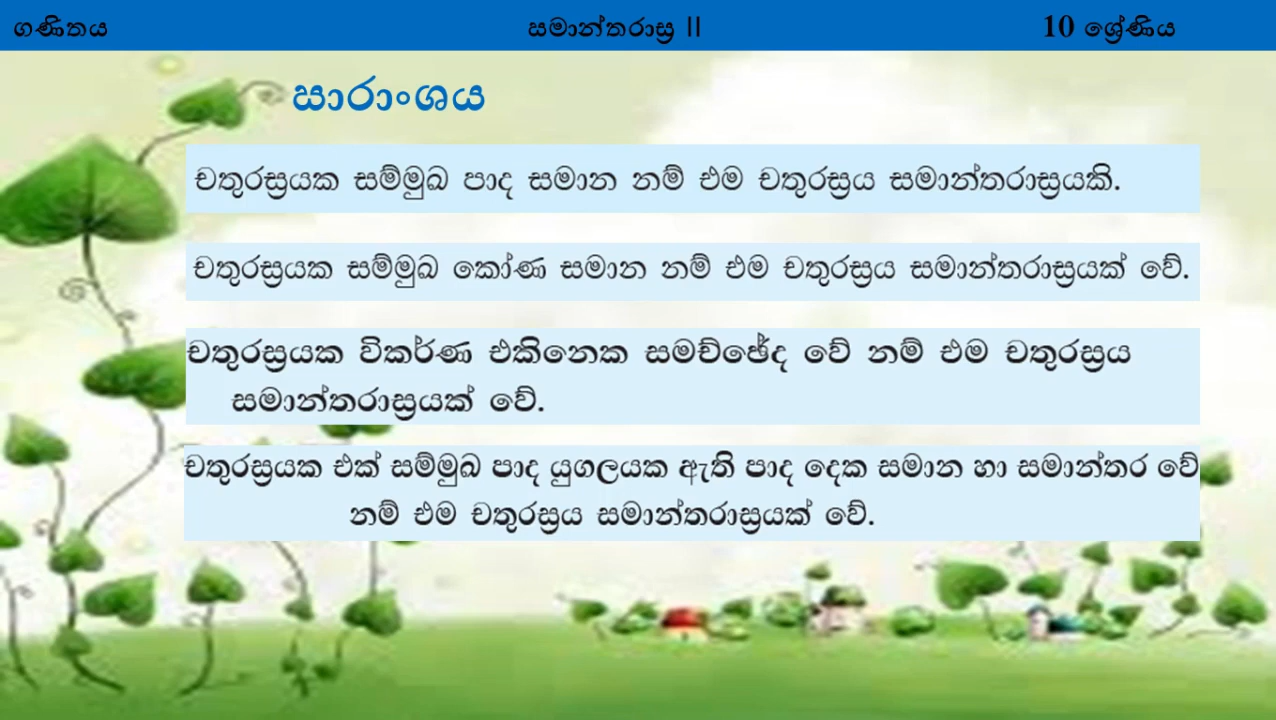 ගණිතය
සමාන්තරාස්‍ර II
10 ශ්‍රේණිය
සාරාංශය
චතුරස්‍රයක සම්මුඛ පාද සමාන නම් එම චතුරස්‍රය සමාන්තරාස්‍රයකි.
චතුරස්‍රයක සම්මුඛ කෝණ සමාන නම් එම චතුරස්‍රය සමාන්තරාස්‍රයක් වේ.
චතුරස්‍රයක විකර්ණ එකිනෙක සමච්ඡේද වේ නම් එම චතුරස්‍රය
සමාන්තරාස්‍රයක් වේ.
චතුරස්‍රයක එක් සම්මුඛ පාද යුගලයක ඇති පාද දෙක සමාන හා සමාන්තර වේ
නම් එම චතුරස්‍රය සමාන්තරාස්‍රයක් වේ.